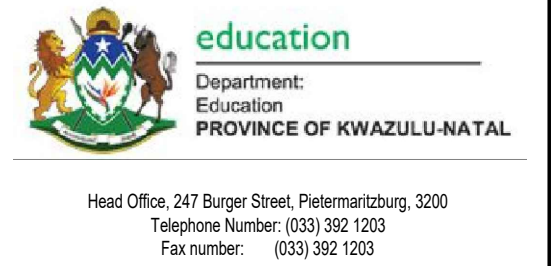 education
Department:
Education
PROVINCE OF KWAZULU-NATAL
Head Office, 247 Burger Street, Pietermaritzburg, 3200
Telephone Number: (033) 392 1203
Fax number: (033) 392 1203